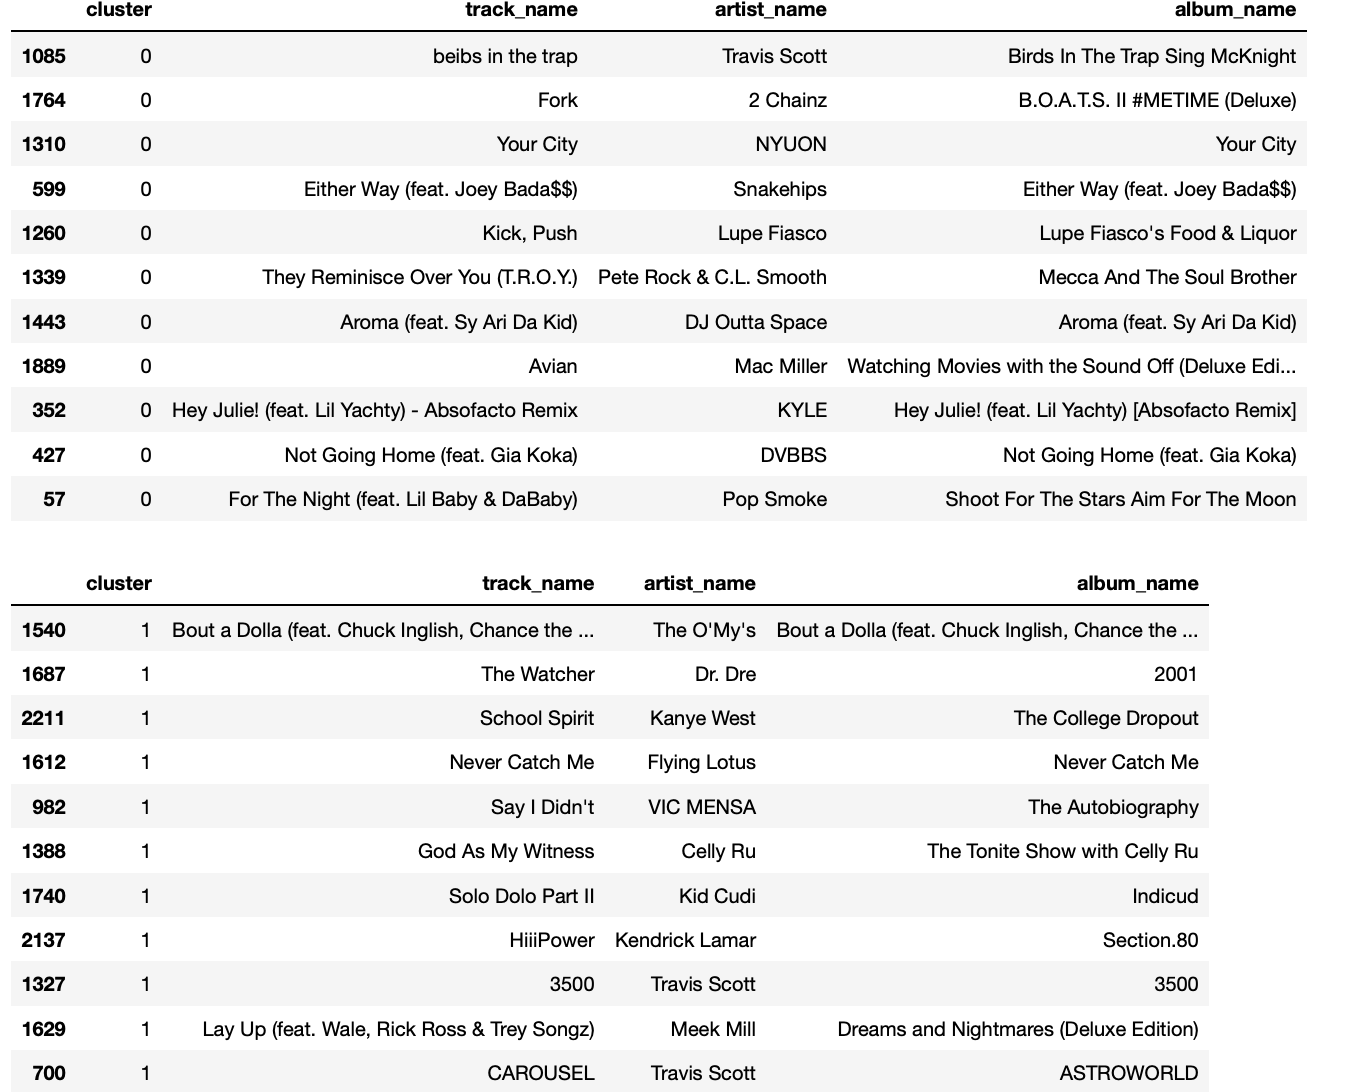 cluster track_name artist_name album_name
1085 0 beibs in the trap Travis Scott Birds In The Trap Sing McKnight
1764 0 Fork 2 Chainz B.O.A.T.S. II #METIME (Deluxe)
1310 0 Your City NYUON Your City
599 0 Either Way (feat. Joey Bada$$) Snakehips Either Way (feat. Joey Bada$$)
1260 0 Kick, Push Lupe Fiasco Lupe Fiasco's Food & Liquor
1339 0 They Reminisce Over You (T.R.O.Y.) Pete Rock & C.L. Smooth Mecca And The Soul Brother
1443 0 Aroma (feat. Sy Ari Da Kid) DJ Outta Space Aroma (feat. Sy Ari Da Kid)
1889 0 Avian Mac Miller Watching Movies with the Sound Off (Deluxe Edi...
352 0 Hey Julie! (feat. Lil Yachty) - Absofacto Remix KYLE Hey Julie! (feat. Lil Yachty) [Absofacto Remix]
427 0 Not Going Home (feat. Gia Koka) DVBBS Not Going Home (feat. Gia Koka)
57 0 For The Night (feat. Lil Baby & DaBaby) Pop Smoke Shoot For The Stars Aim For The Moon
cluster track_name artist_name album_name
1540 1 Bout a Dolla (feat. Chuck Inglish, Chance the ... The O'My's Bout a Dolla (feat. Chuck Inglish, Chance the ...
1687 1 The Watcher Dr. Dre 2001
2211 1 School Spirit Kanye West The College Dropout
1612 1 Never Catch Me Flying Lotus Never Catch Me
982 1 Say I Didn't VIC MENSA The Autobiography
1388 1 God As My Witness Celly Ru The Tonite Show with Celly Ru
1740 1 Solo Dolo Part II Kid Cudi Indicud
2137 1 HiiiPower Kendrick Lamar Section.80
1327 1 3500 Travis Scott 3500
1629 1 Lay Up (feat. Wale, Rick Ross & Trey Songz) Meek Mill Dreams and Nightmares (Deluxe Edition)
700 1 CAROUSEL Travis Scott ASTROWORLD